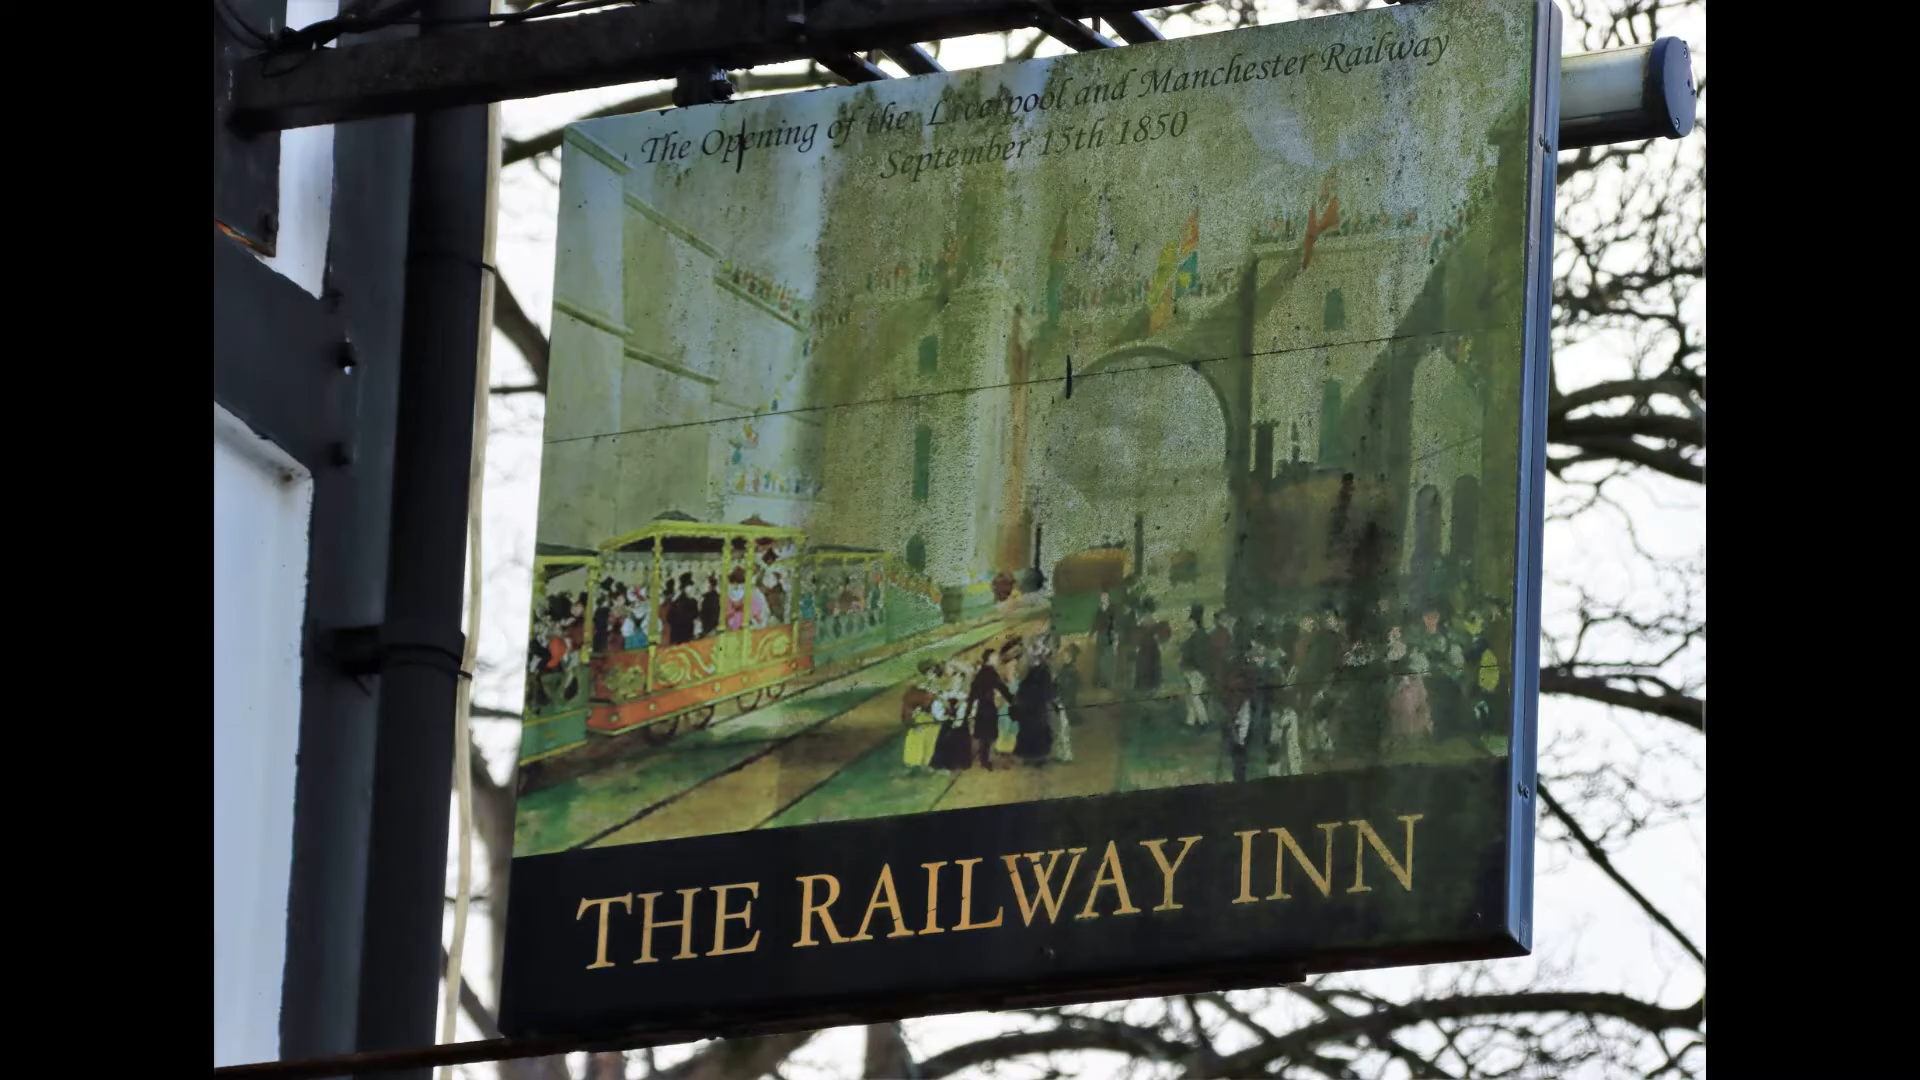 The Opening of the Liverpool and Manchester Railway
September 15th 1850
THE RAILWAY INN